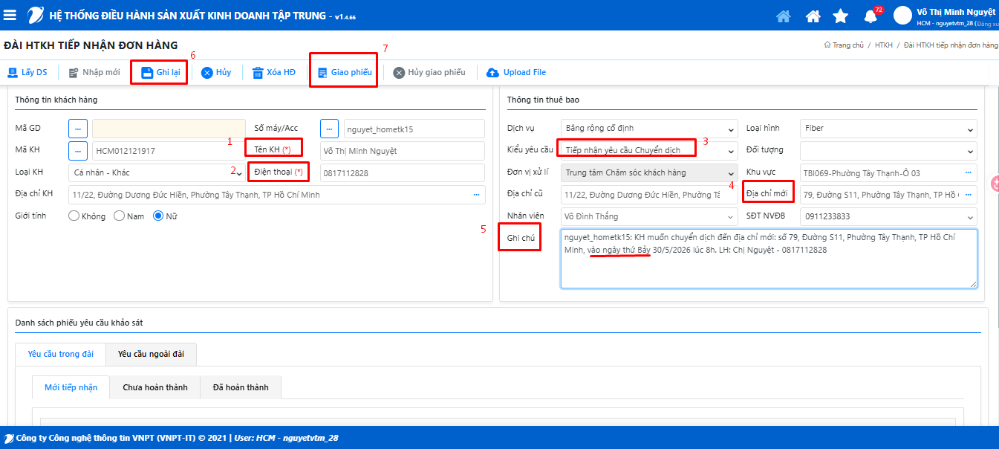 HỆ THỐNG ĐIỀU HÀNH SẢN XUẤT KINH DOANH TẬP TRUNG - v1.4.66
72
Võ Thị Minh Nguyệt
HCM - nguyetvtm_28 (Đăng xu
ĐÀI HTKH TIẾP NHẬN ĐƠN HÀNG
Trang chủ / HTKH / Đài HTKH tiếp nhận đơn hàng
6
7
Lấy DS Nhập mới Ghi lại Hủy Xóa HĐ Giao phiếu Hủy giao phiếu Upload File
Thông tin khách hàng
Mã GD ... Số máy/Acc ... nguyet_hometk15
1
Mã KH ... HCM012121917 Tên KH (*) Võ Thị Minh Nguyệt
2
Loại KH Cá nhân - Khác Điện thoại (*) 0817112828
Địa chỉ KH 11/22, Đường Dương Đức Hiền, Phường Tây Thạnh, TP Hồ Chí Minh ...
Giới tính Không Nam Nữ
Thông tin thuê bao
Dịch vụ Băng rộng cố định Loại hình Fiber
3
Kiểu yêu cầu Tiếp nhận yêu cầu Chuyển dịch Đối tượng
Đơn vị xử lí Trung tâm Chăm sóc khách hàng Khu vực TBI069-Phường Tây Thạnh-Ô 03 ...
4
Địa chỉ cũ 11/22, Đường Dương Đức Hiền, Phường Tâ Địa chỉ mới 79, Đường S11, Phường Tây Thạnh, TP Hồ ( ...
Nhân viên Võ Đình Thắng SĐT NVĐB 0911233833
5
Ghi chú nguyet_hometk15: KH muốn chuyển dịch đến địa chỉ mới: số 79, Đường S11, Phường Tây Thạnh, TP Hồ Chí
Minh, vào ngày thứ Bảy 30/5/2026 lúc 8h. LH: Chị Nguyệt - 0817112828
Danh sách phiếu yêu cầu khảo sát
Yêu cầu trong đài Yêu cầu ngoài đài
Mới tiếp nhận Chưa hoàn thành Đã hoàn thành
Công ty Công nghệ thông tin VNPT (VNPT-IT) © 2021 | User: HCM - nguyetvtm_28